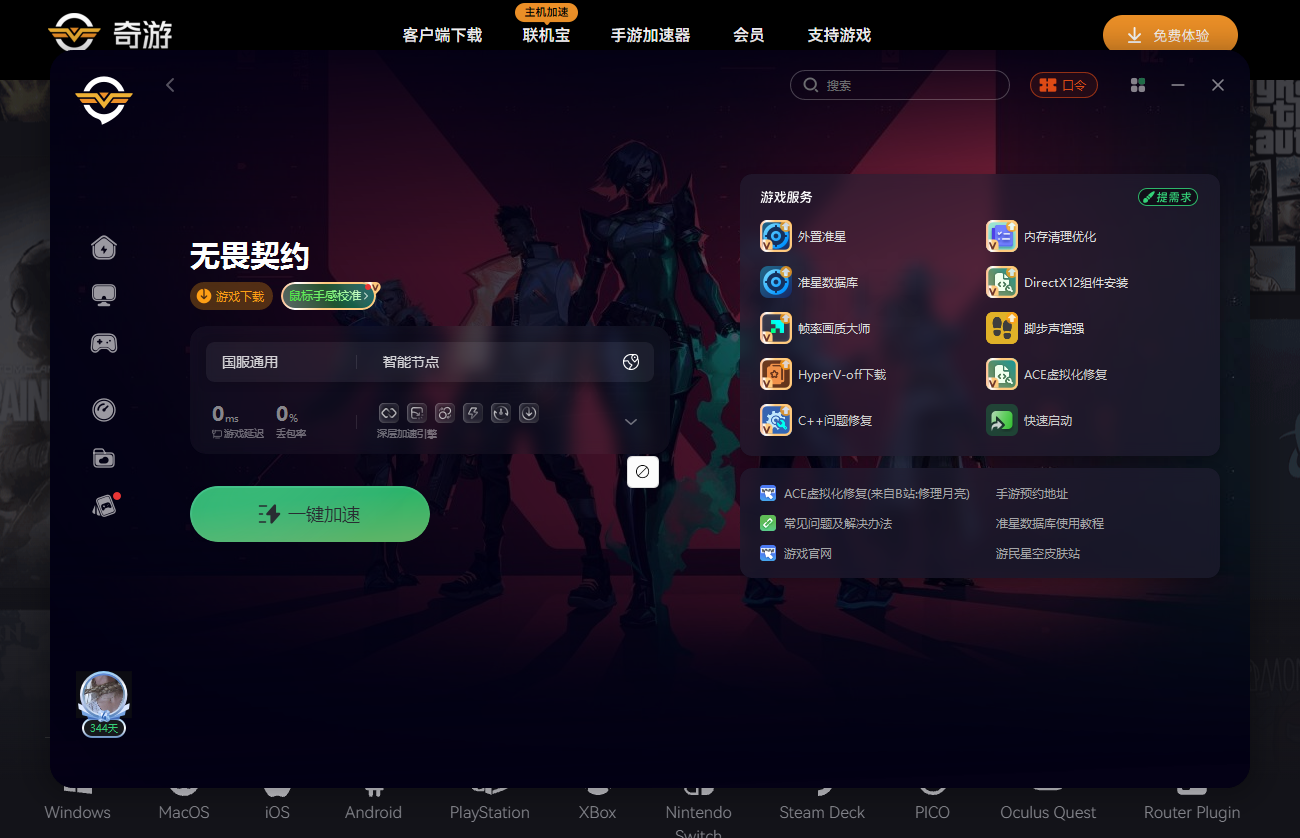 奇游
客户端下载
主机加速
联机宝
手游加速器
会员
支持游戏
免费体验
搜索
口令
无畏契约
游戏下载
鼠标手感校准
国服通用
智能节点
0ms
游戏延迟
0%
丢包率
深层加速引擎
一键加速
游戏服务
提需求
外置准星
内存清理优化
准星数据库
DirectX12组件安装
帧率画质大师
脚步声增强
HyperV-off下载
ACE虚拟化修复
C++问题修复
快速启动
ACE虚拟化修复(来自B站:修理月亮)
手游预约地址
常见问题及解决办法
准星数据库使用教程
游戏官网
游民星空皮肤站
344天
Windows
MacOS
iOS
Android
PlayStation
XBox
Nintendo
Switch
Steam Deck
PICO
Oculus Quest
Router Plugin